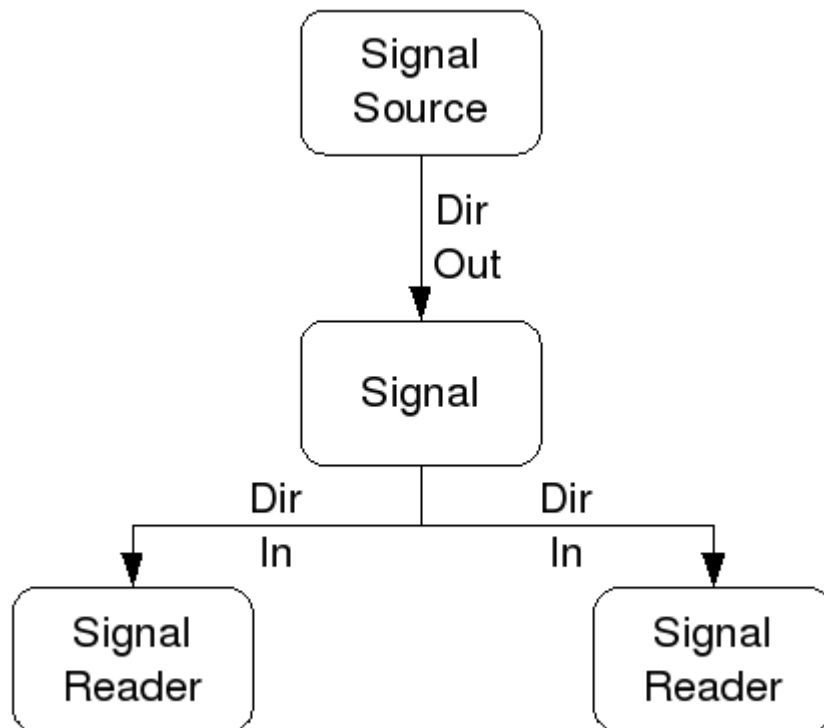 Signal
Source
Dir
Out
Signal
Dir
In
Dir
In
Signal
Reader
Signal
Reader